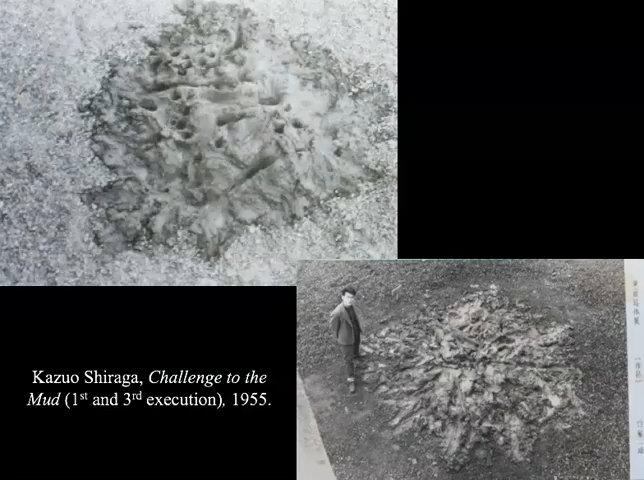 Kazuo Shiraga, Challenge to the
Mud (1st and 3rd execution), 1955.